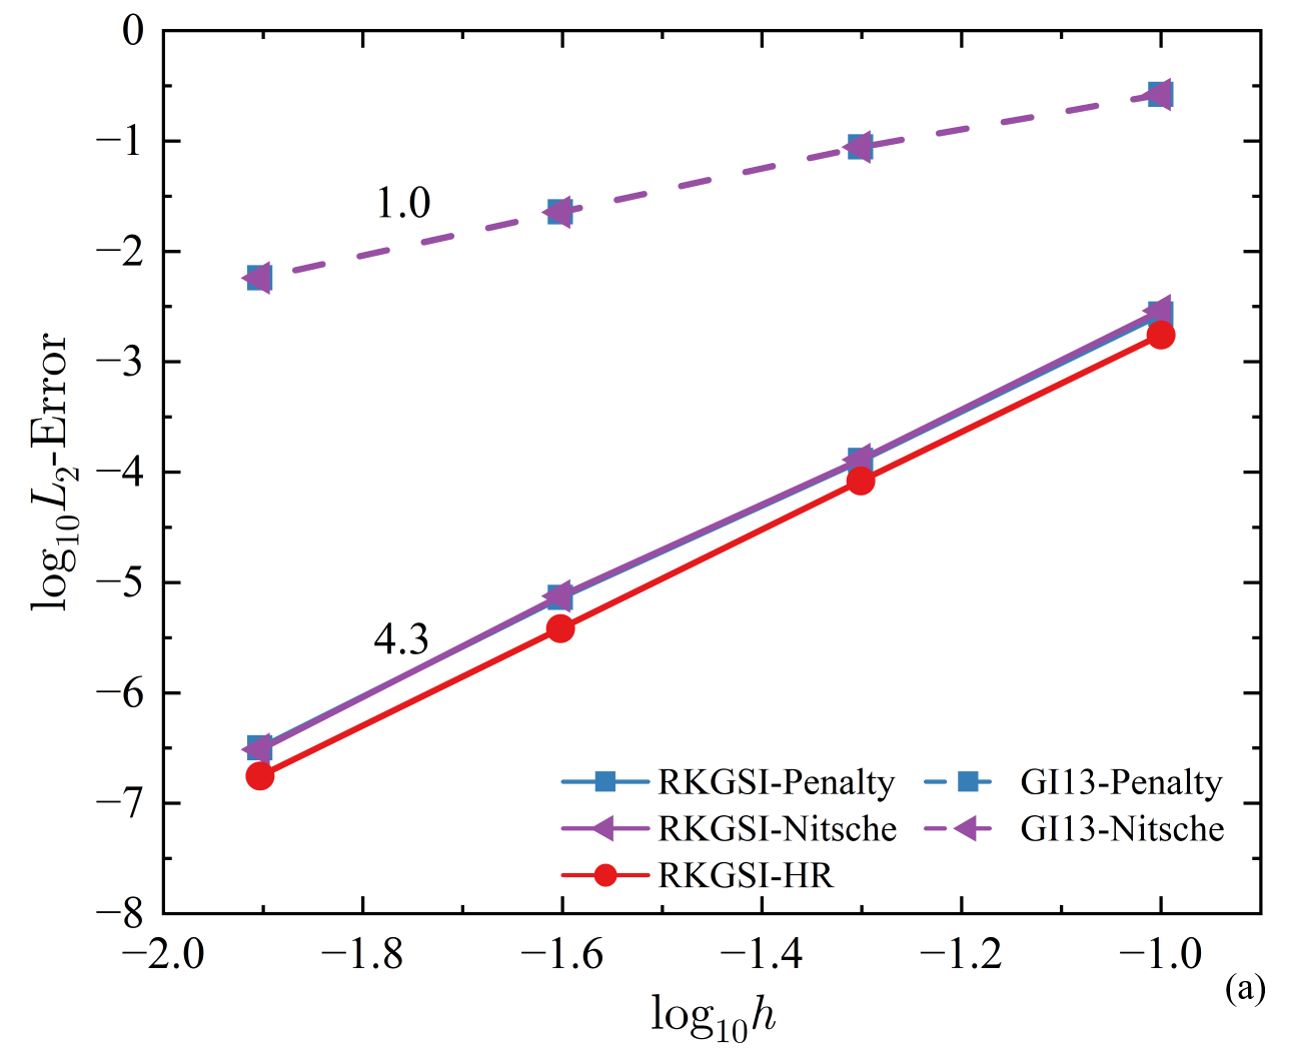 0
−1
−2
−3
−4
−5
−6
−7
−8
log₁₀L₂-Error
1.0
4.3
RKGSI-Penalty GI13-Penalty
RKGSI-Nitsche GI13-Nitsche
RKGSI-HR
−2.0 −1.8 −1.6 −1.4 −1.2 −1.0
log₁₀h
(a)